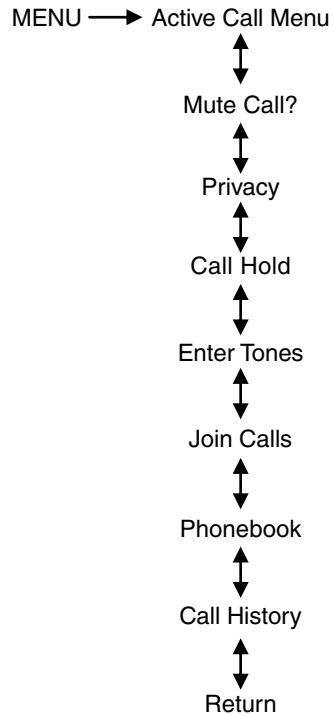 MENU Active Call Menu
Mute Call?
Privacy
Call Hold
Enter Tones
Join Calls
Phonebook
Call History
Return